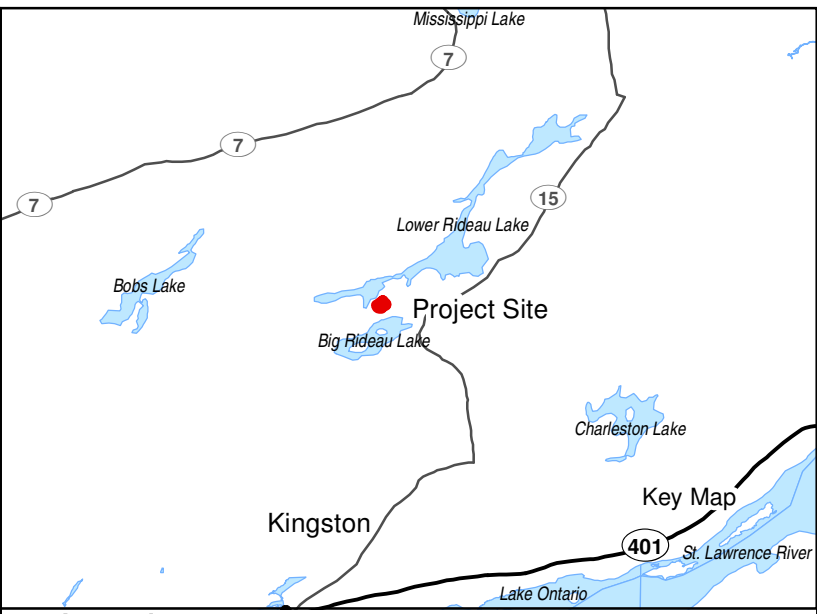 Mississippi Lake
7
7
7
15
Lower Rideau Lake
Bobs Lake
Project Site
Big Rideau Lake
Charleston Lake
Key Map
Kingston
401
St. Lawrence River
Lake Ontario